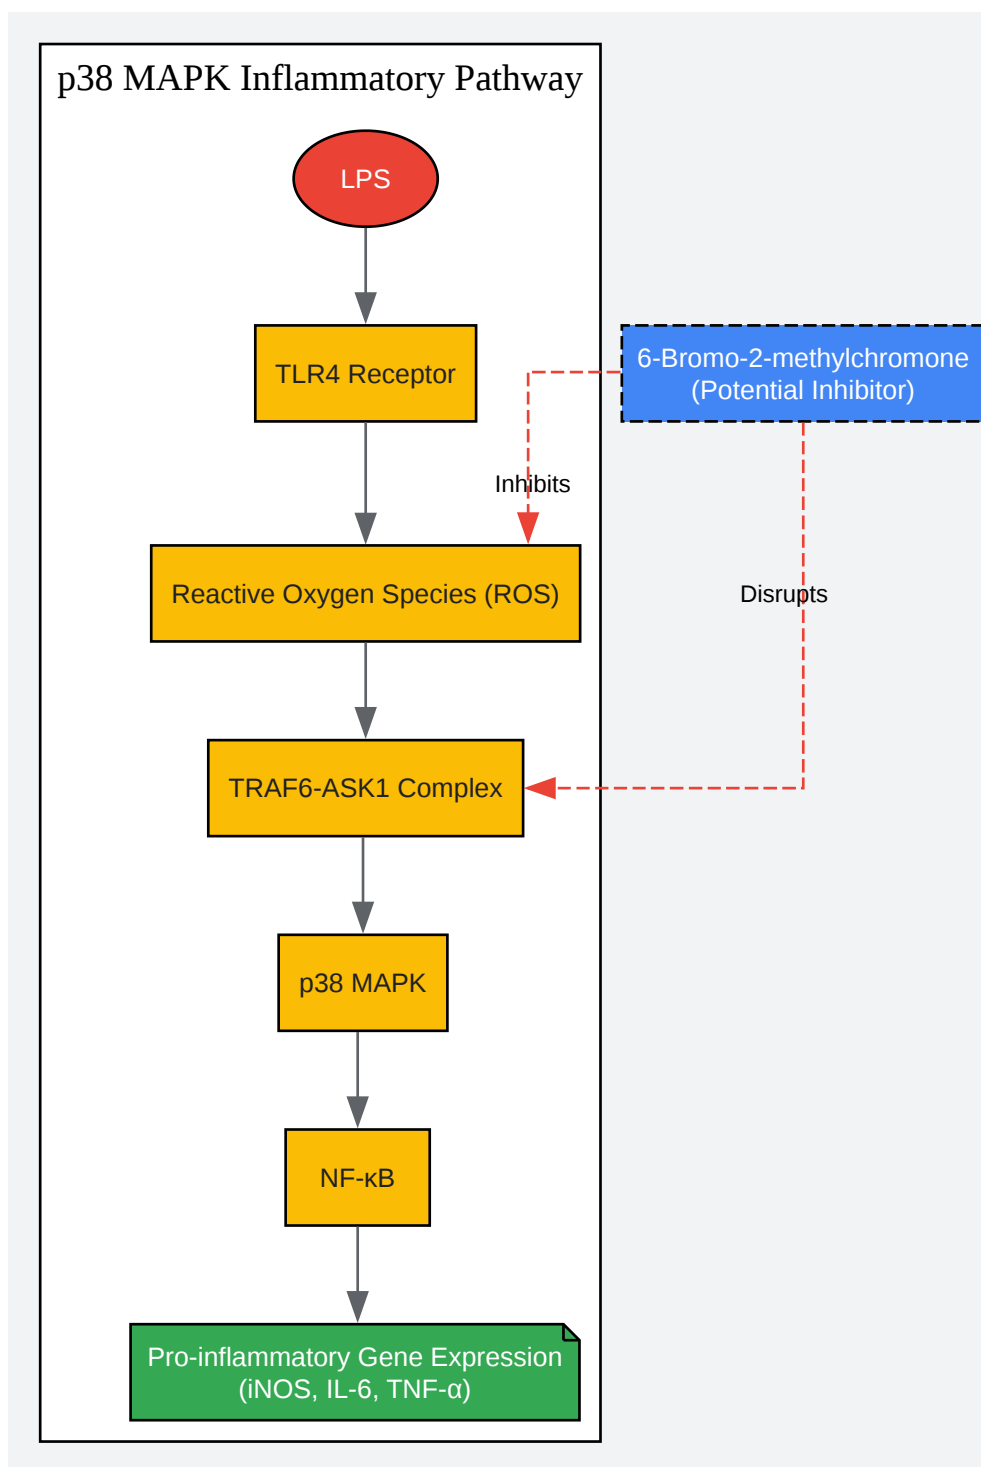 p38 MAPK Inflammatory Pathway
LPS
TLR4 Receptor
6-Bromo-2-methylchromone
(Potential Inhibitor)
Inhibits
Reactive Oxygen Species (ROS)
Disrupts
TRAF6-ASK1 Complex
p38 MAPK
NF-κB
Pro-inflammatory Gene Expression
(iNOS, IL-6, TNF-α)